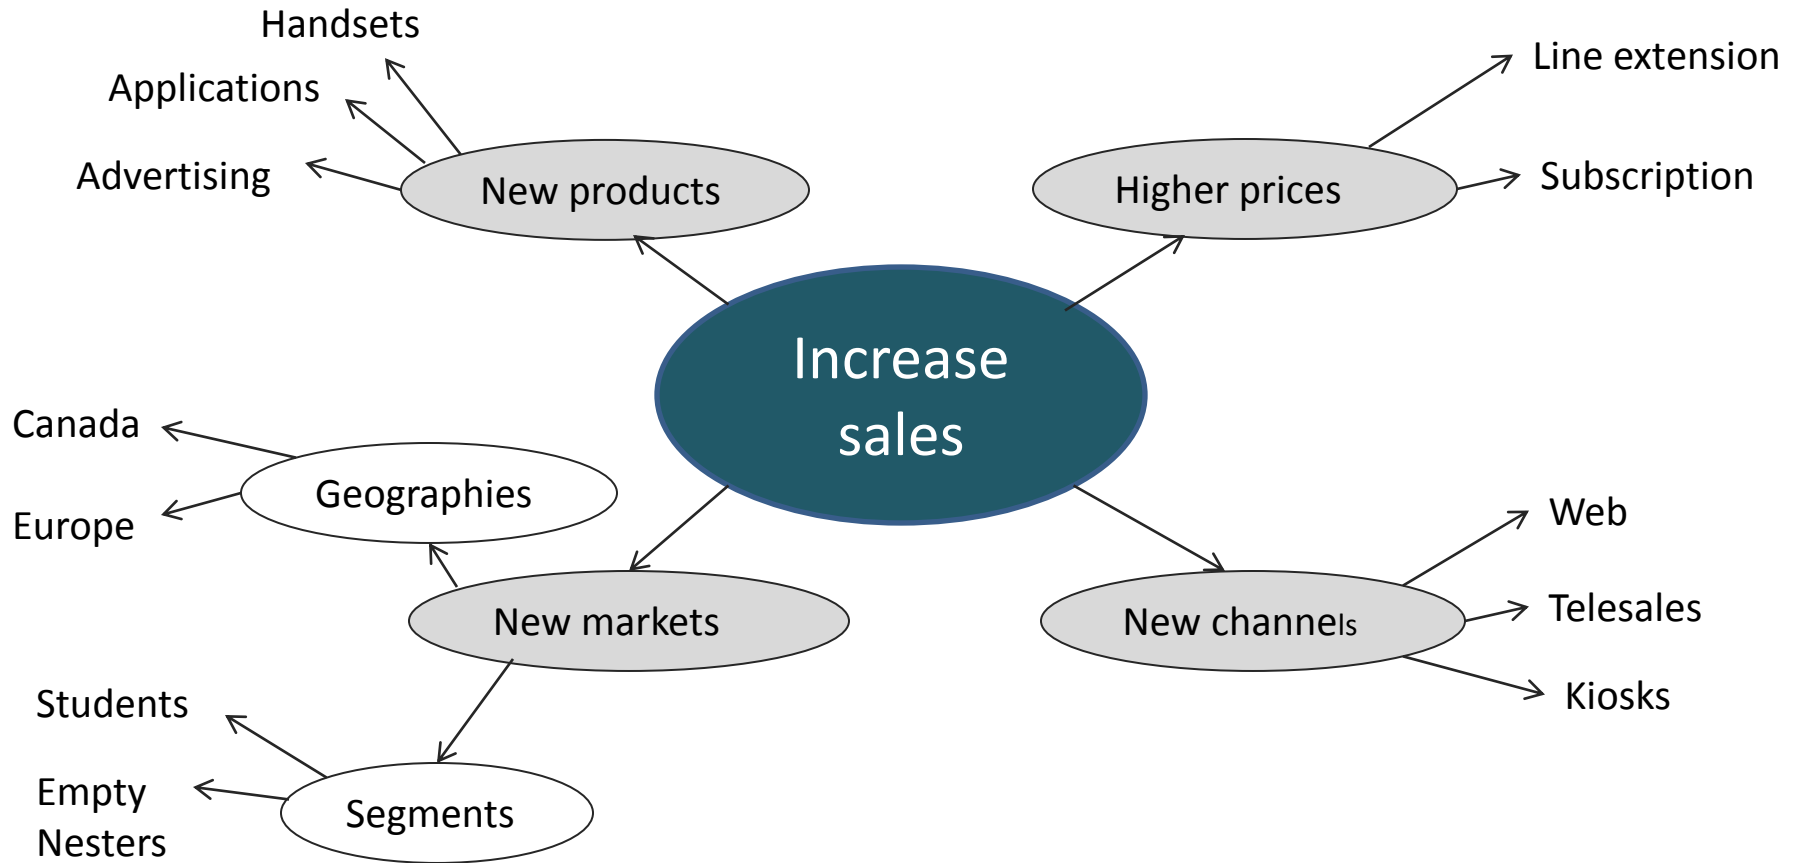 Handsets
Applications
Advertising
New products
Line extension
Subscription
Higher prices
Increase
sales
Canada
Europe
Geographies
New markets
Students
Empty
Nesters
Segments
Web
Telesales
Kiosks
New channels